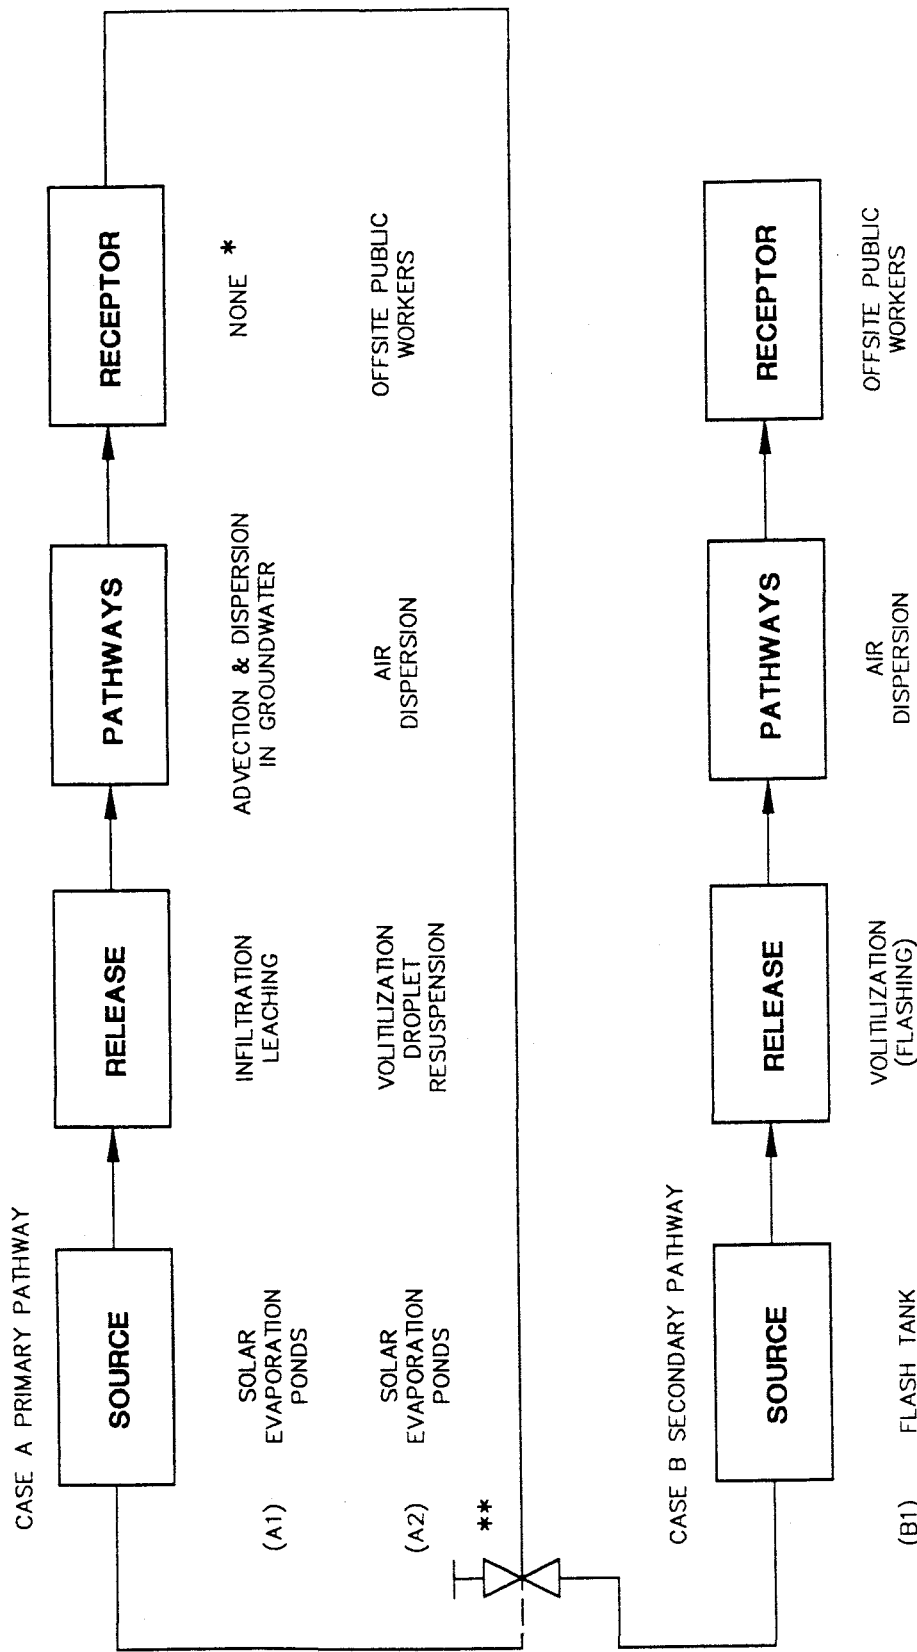 CASE A PRIMARY PATHWAY
SOURCE
RELEASE
PATHWAYS
RECEPTOR
(A1)
SOLAR
EVAPORATION
PONDS
INFILTRATION
LEACHING
ADVECTION & DISPERSION
IN GROUNDWATER
NONE *
(A2)
SOLAR
EVAPORATION
PONDS
VOLITILIZATION
DROPLET
RESUSPENSION
AIR
DISPERSION
OFFSITE PUBLIC
WORKERS
**
CASE B SECONDARY PATHWAY
SOURCE
RELEASE
PATHWAYS
RECEPTOR
(B1)
FLASH TANK
VOLITILIZATION
(FLASHING)
AIR
DISPERSION
OFFSITE PUBLIC
WORKERS